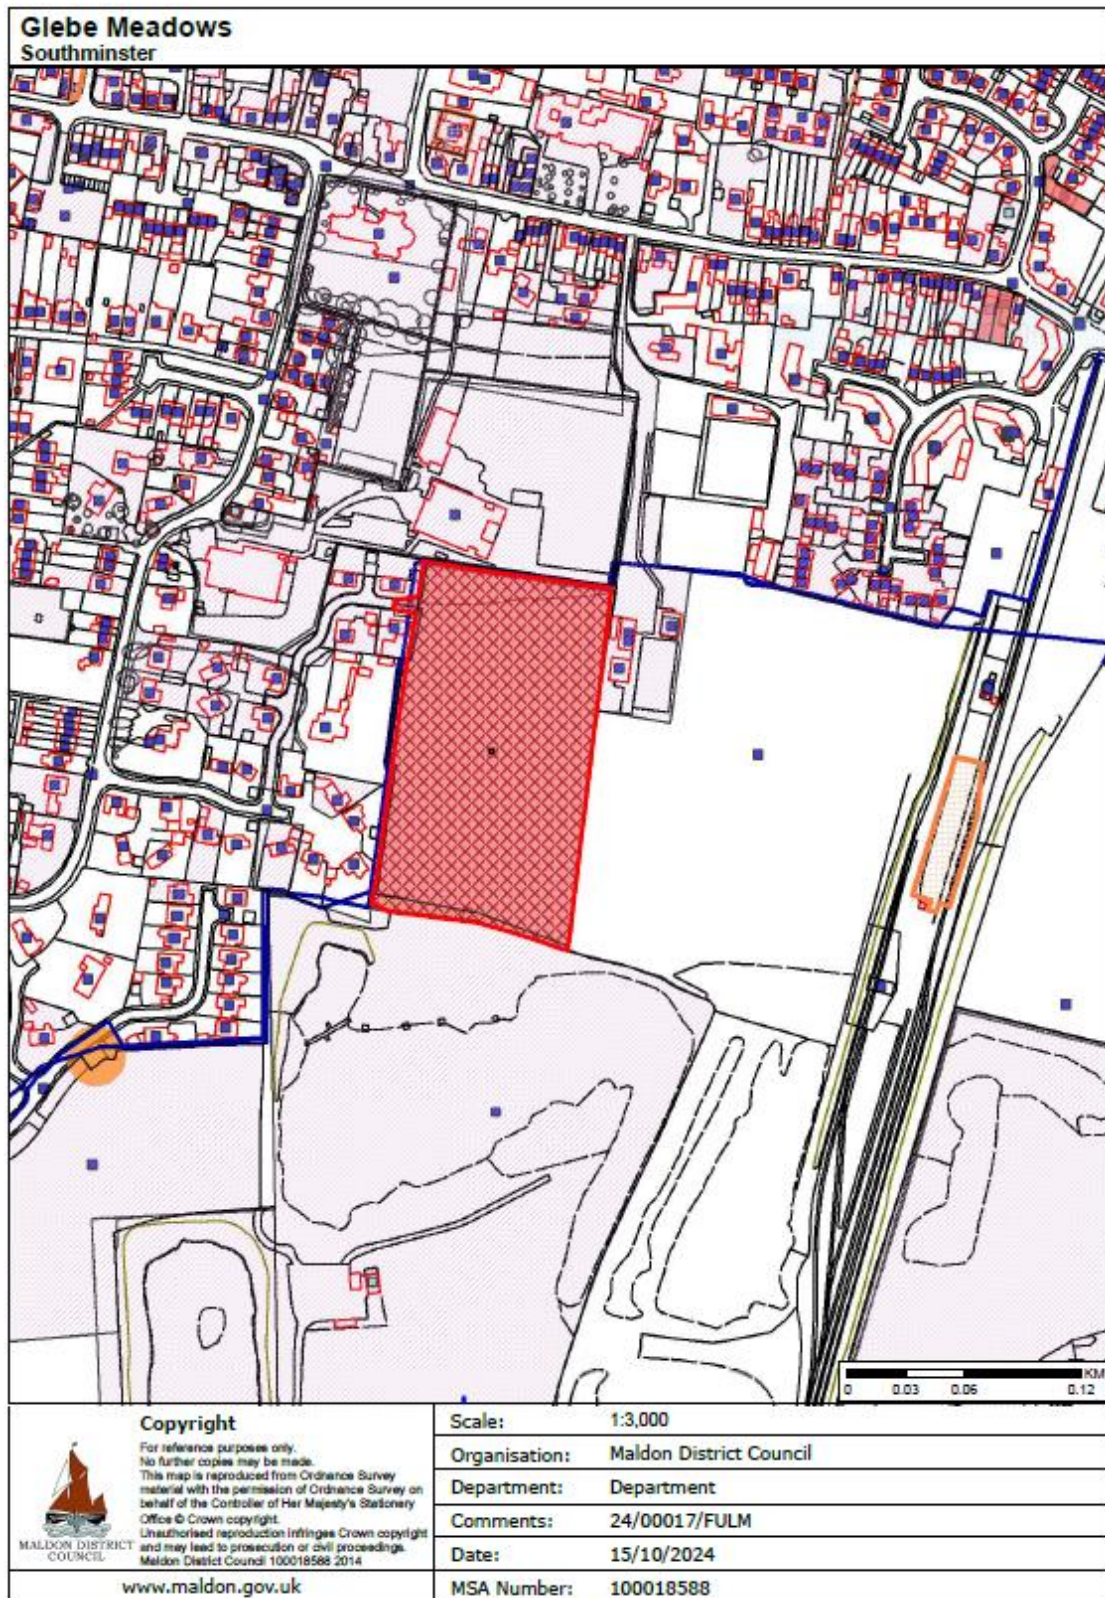 Glebe Meadows
Southminster
KM
0 0.03 0.06 0.12
Copyright
For reference purposes only.
No further copies may be made.
This map is reproduced from Ordnance Survey
material with the permission of Ordnance Survey on
behalf of the Controller of Her Majesty's Stationery
Office © Crown copyright.
Unauthorised reproduction infringes Crown copyright
and may lead to prosecution or civil proceedings.
Maldon District Council 100018588 2014
MALDON DISTRICT
COUNCIL
www.maldon.gov.uk
Scale: 1:3,000
Organisation: Maldon District Council
Department: Department
Comments: 24/00017/FULM
Date: 15/10/2024
MSA Number: 100018588